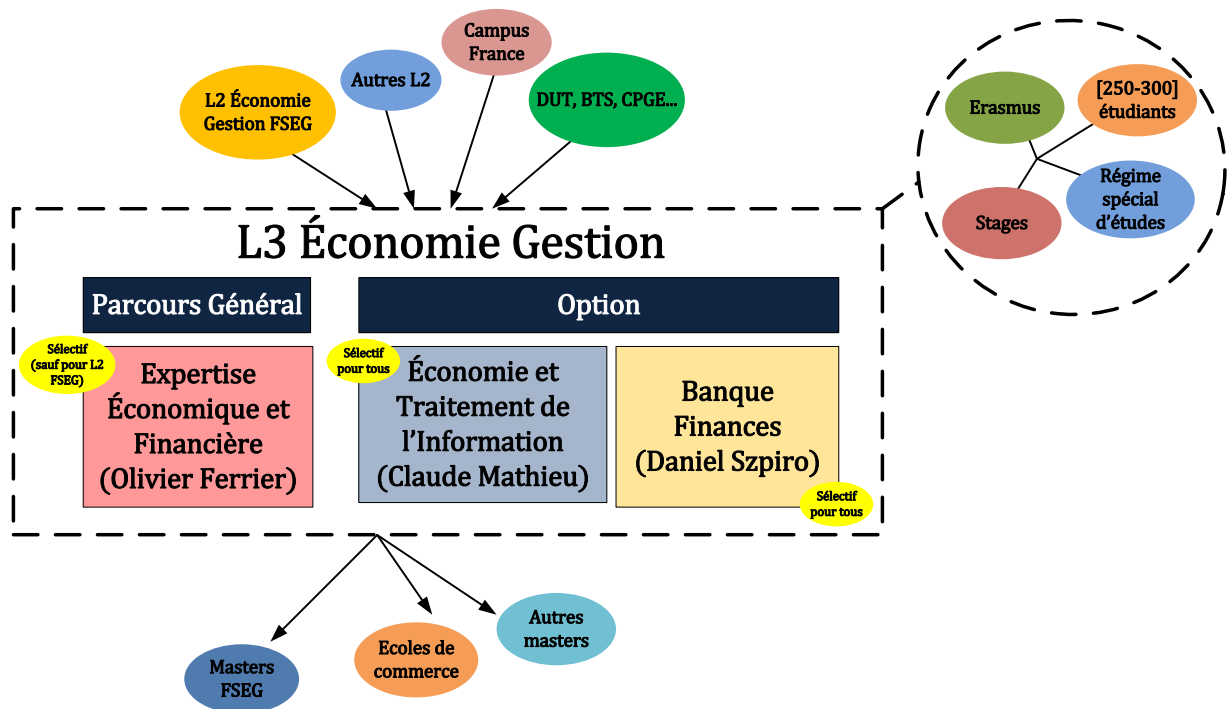 Campus
France
L2 Économie
Gestion FSEG
Autres L2
DUT, BTS, CPGE...
Erasmus
[250-300]
étudiants
Stages
Régime
spécial
d'études
L3 Économie Gestion
Parcours Général
Option
Sélectif
(sauf pour L2
FSEG)
Expertise
Économique et
Financière
(Olivier Ferrier)
Sélectif
pour tous
Économie et
Traitement de
l'Information
(Claude Mathieu)
Banque
Finances
(Daniel Szpiro)
Sélectif
pour tous
Masters
FSEG
Ecoles de
commerce
Autres
masters